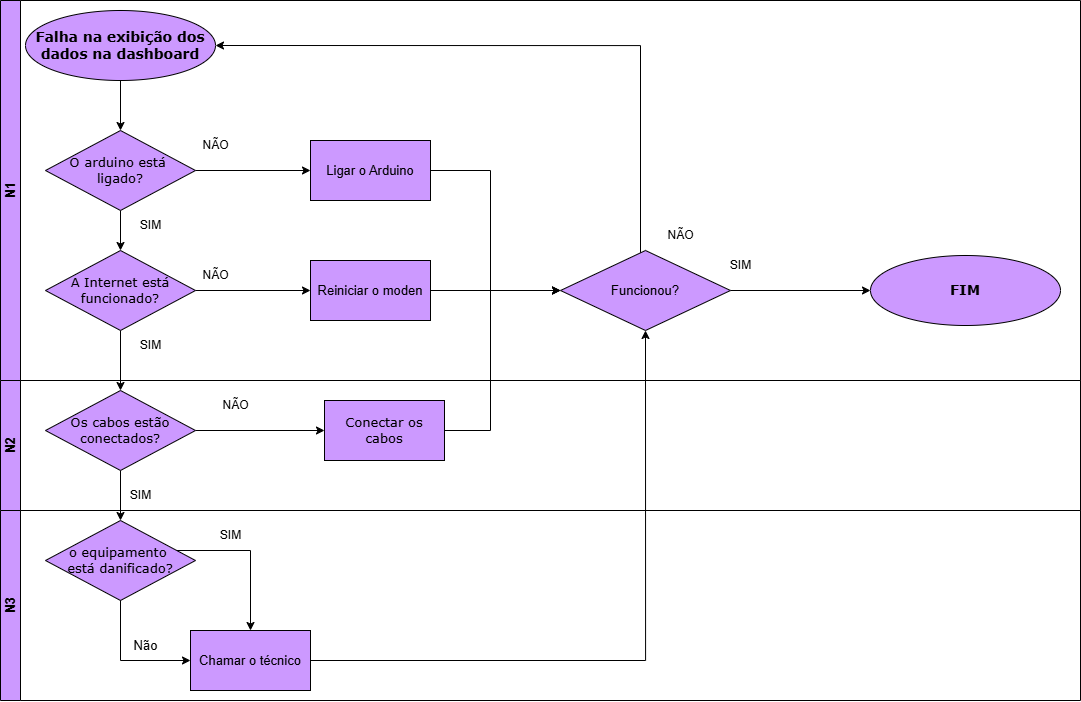 N1
Falha na exibição dos
dados na dashboard
O arduino está
ligado?
NÃO
Ligar o Arduino
SIM
A Internet está
funcionado?
NÃO
Reiniciar o moden
Funcionou?
NÃO
SIM
FIM
SIM
N2
Os cabos estão
conectados?
NÃO
Conectar os
cabos
SIM
N3
o equipamento
está danificado?
SIM
Não
Chamar o técnico